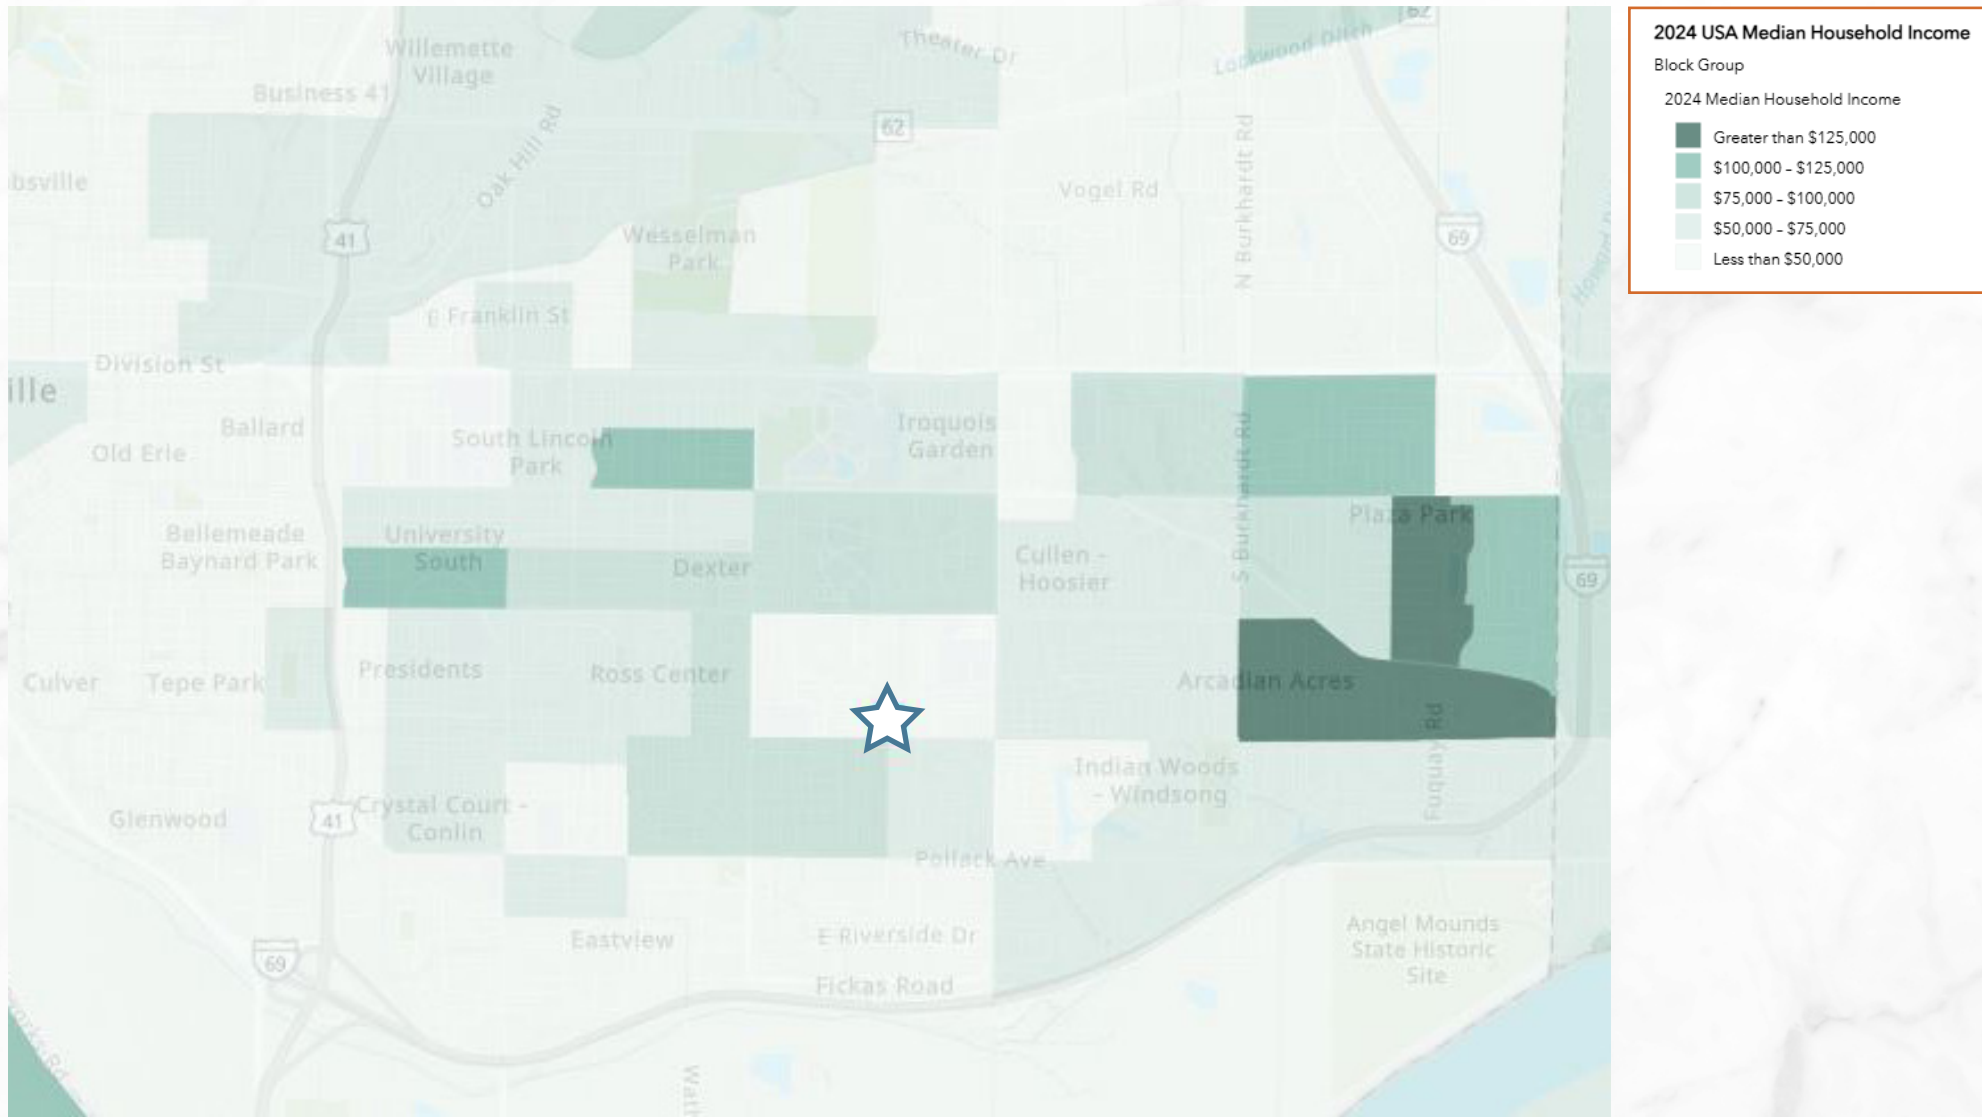 Willemette
Village
Business 41
Theater Dr
62
Lockwood Ditch
2024 USA Median Household Income
Block Group
2024 Median Household Income
Greater than $125,000
$100,000 - $125,000
$75,000 - $100,000
$50,000 - $75,000
Less than $50,000
62
Oak Hill Rd
bsville
Vogel Rd
N Burkhardt Rd
41
Wesselman
Park
69
E Franklin St
Division St
ille
Ballard
Old Erie
South Lincoln
Park
Iroquois
Garden
S Burkhardt Rd
Plaza Park
Bellemeade
Baynard Park
University
South
Dexter
Cullen -
Hoosier
69
Culver
Tepe Park
Presidents
Ross Center
Arcadian Acres
Fuquay Rd
Indian Woods
- Windsong
Glenwood
41
Crystal Court -
Conlin
Pollack Ave
Eastview
E Riverside Dr
Angel Mounds
State Historic
Site
69
Fickas Road
Rd